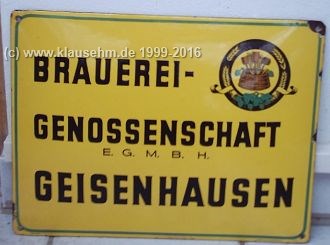 (c) www.klausehm.de 1999-2016
BRAUEREI-
GENOSSENSCHAFT
E. G. M. B. H.
GEISENHAUSEN